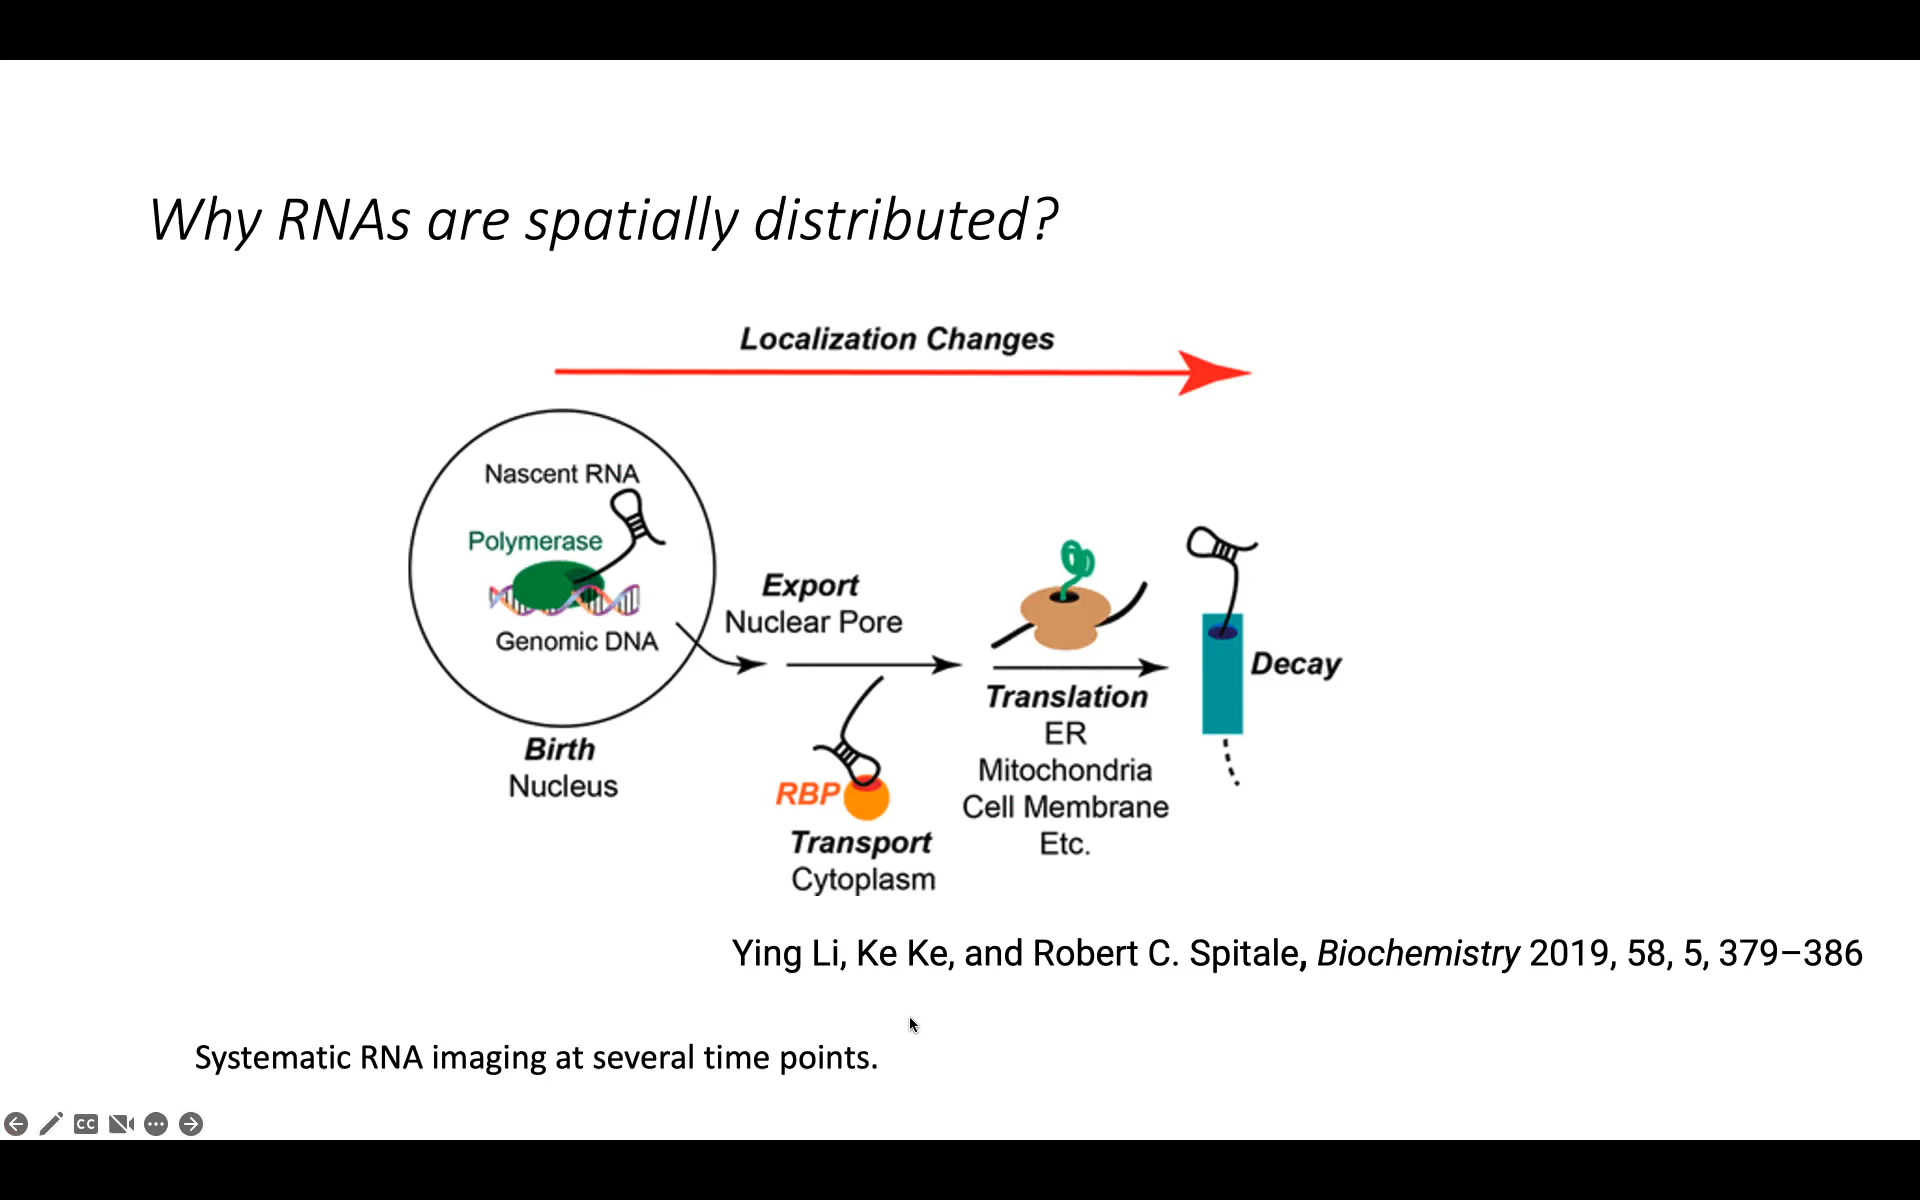 Why RNAs are spatially distributed?
Localization Changes
Nascent RNA
Polymerase
Genomic DNA
Birth
Nucleus
Export
Nuclear Pore
RBP
Transport
Cytoplasm
Translation
ER
Mitochondria
Cell Membrane
Etc.
Decay
Ying Li, Ke Ke, and Robert C. Spitale, Biochemistry 2019, 58, 5, 379–386
Systematic RNA imaging at several time points.
CC